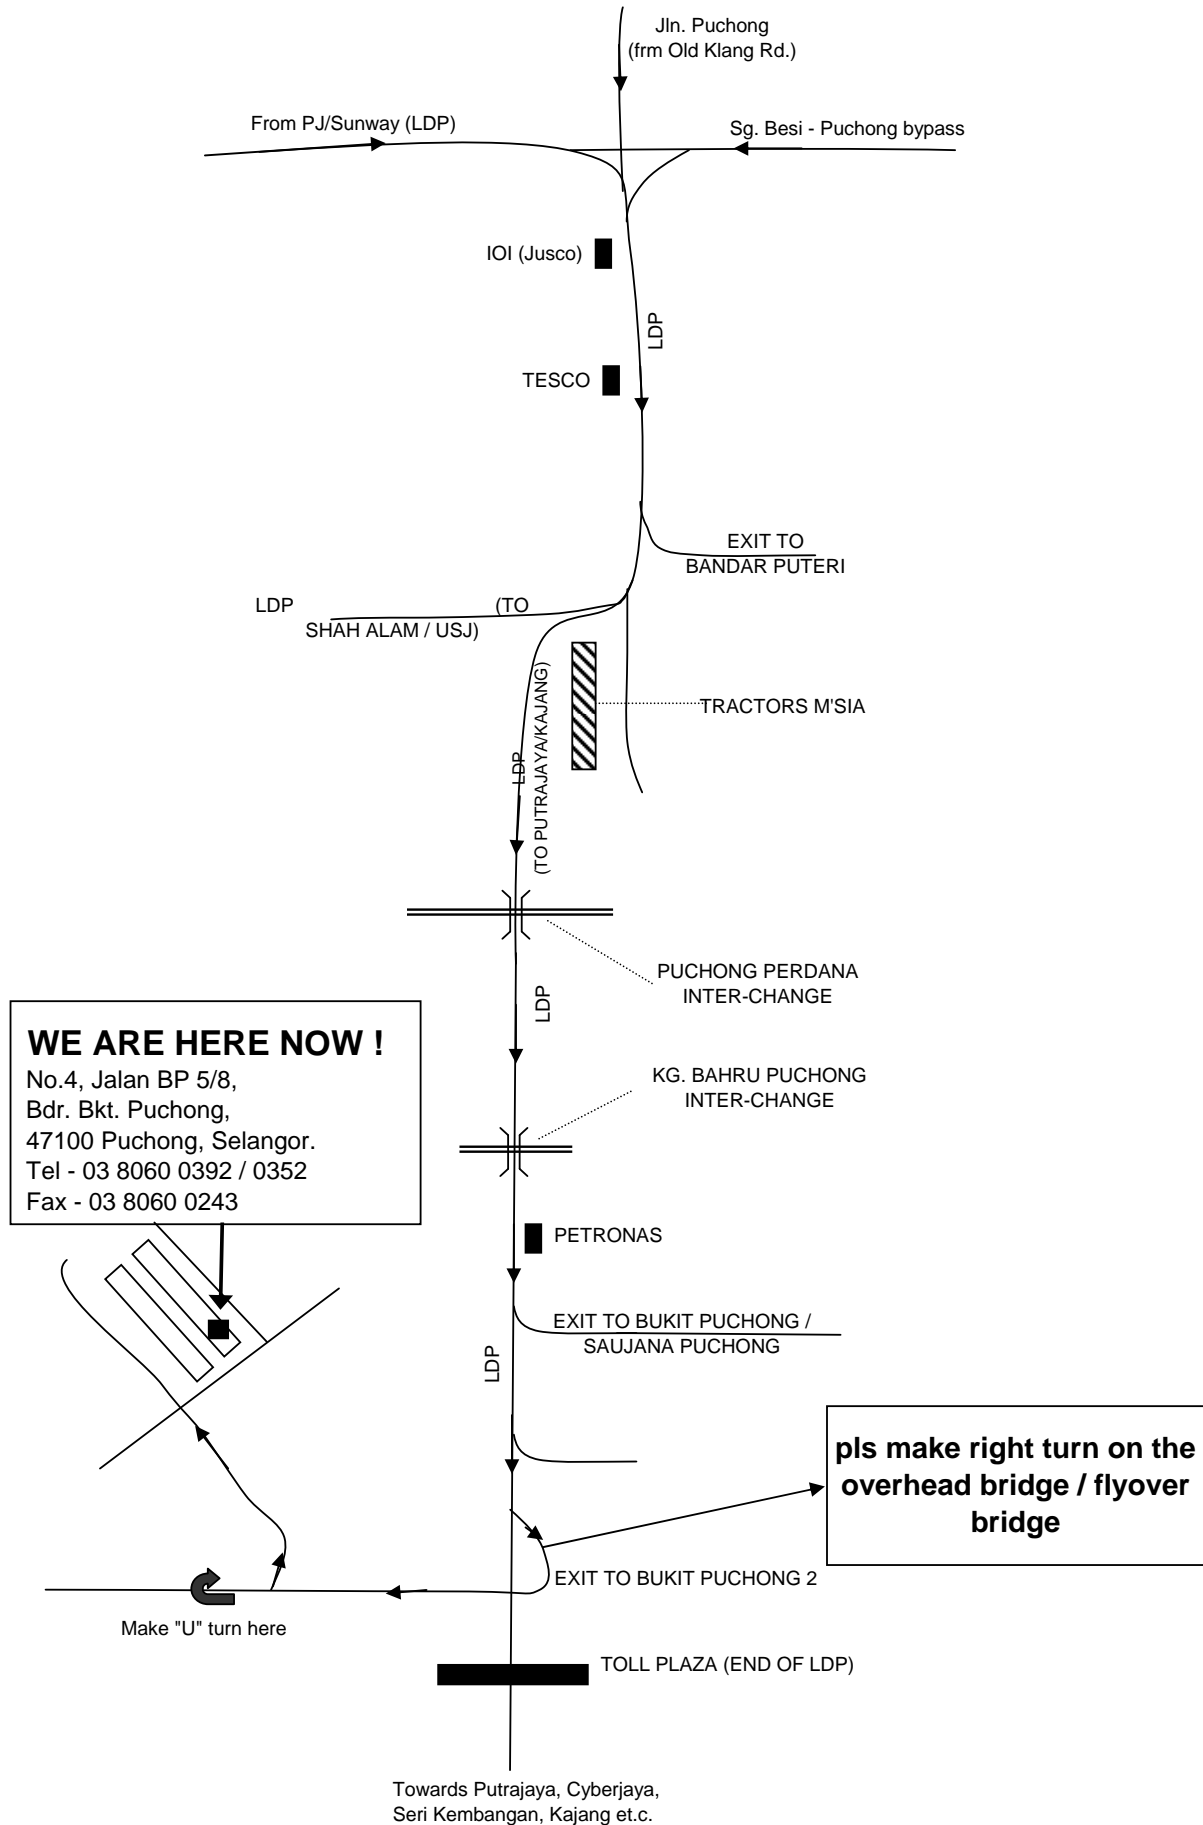 Jln. Puchong
(frm Old Klang Rd.)
From PJ/Sunway (LDP)
Sg. Besi - Puchong bypass
IOI (Jusco)
LDP
TESCO
EXIT TO
BANDAR PUTERI
LDP (TO
SHAH ALAM / USJ)
LDP
(TO PUTRAJAYA/KAJANG)
TRACTORS M'SIA
PUCHONG PERDANA
INTER-CHANGE
LDP
WE ARE HERE NOW !
No.4, Jalan BP 5/8,
Bdr. Bkt. Puchong,
47100 Puchong, Selangor.
Tel - 03 8060 0392 / 0352
Fax - 03 8060 0243
KG. BAHRU PUCHONG
INTER-CHANGE
PETRONAS
EXIT TO BUKIT PUCHONG /
SAUJANA PUCHONG
LDP
pls make right turn on the
overhead bridge / flyover
bridge
EXIT TO BUKIT PUCHONG 2
Make "U" turn here
TOLL PLAZA (END OF LDP)
Towards Putrajaya, Cyberjaya,
Seri Kembangan, Kajang et.c.